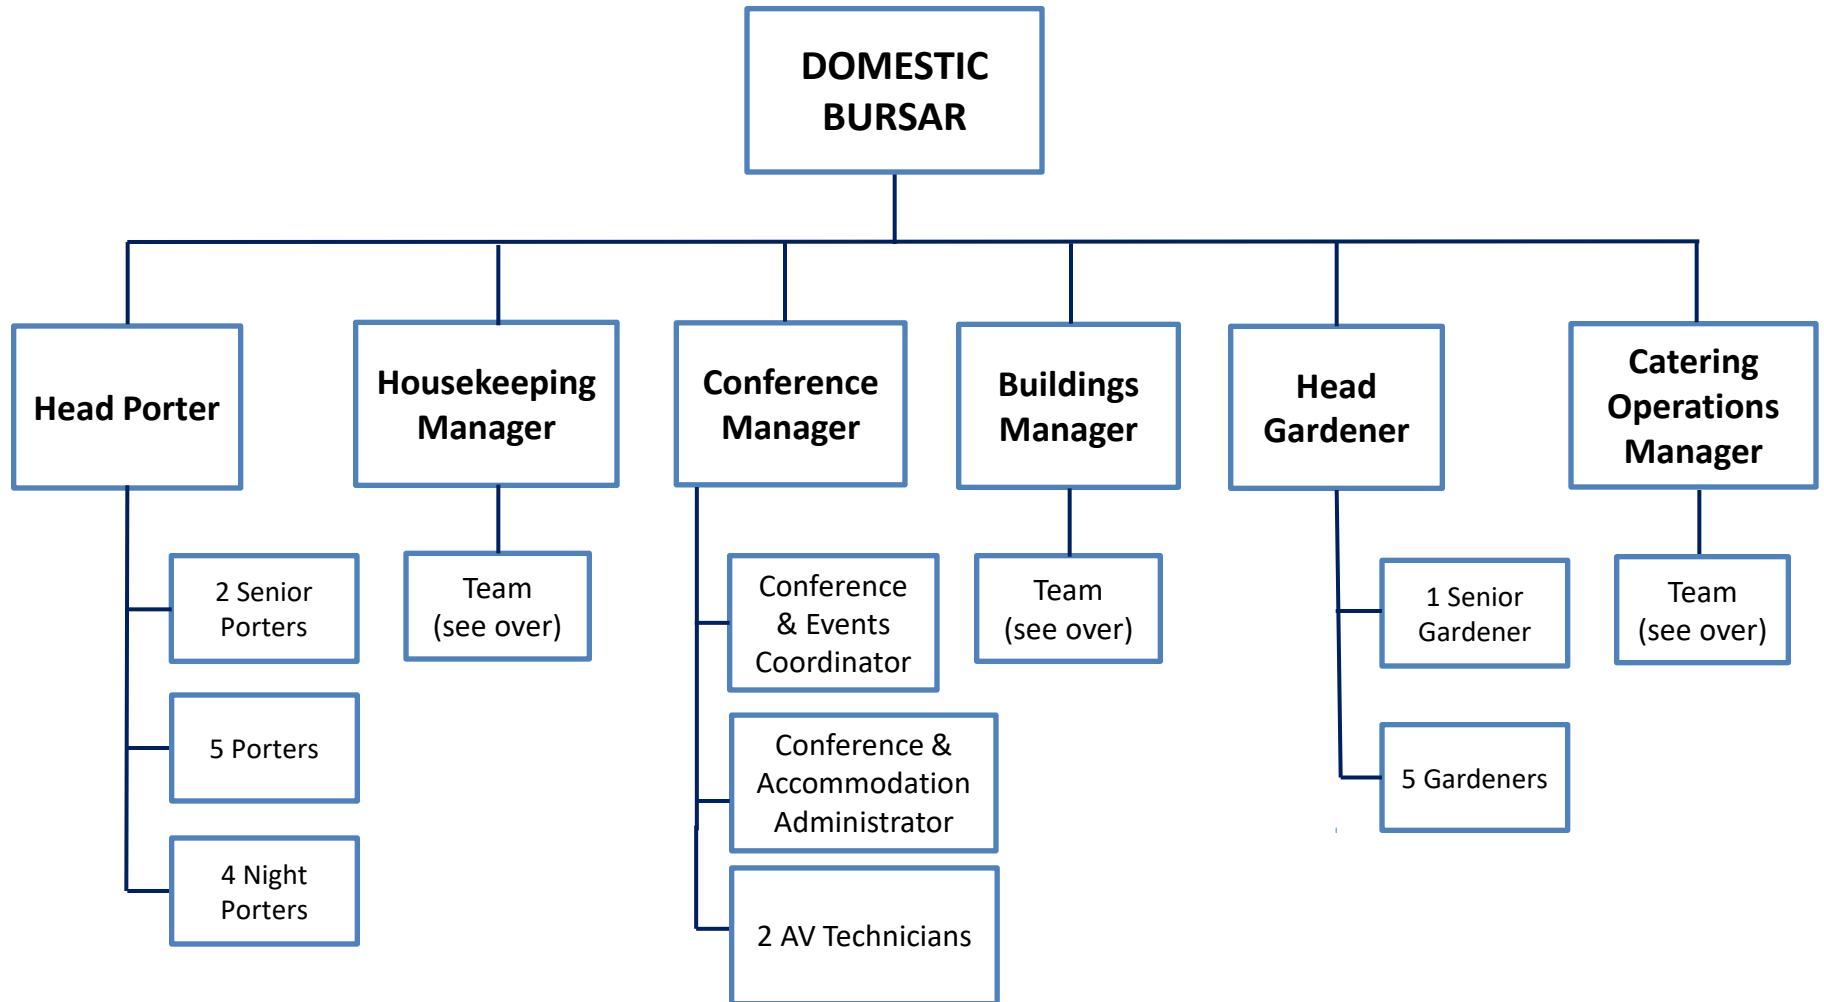 DOMESTIC
BURSAR
Head Porter
Housekeeping
Manager
Conference
Manager
Buildings
Manager
Head
Gardener
Catering
Operations
Manager
2 Senior
Porters
5 Porters
4 Night
Porters
Team
(see over)
Conference
& Events
Coordinator
Conference &
Accommodation
Administrator
2 AV Technicians
Team
(see over)
1 Senior
Gardener
5 Gardeners
Team
(see over)